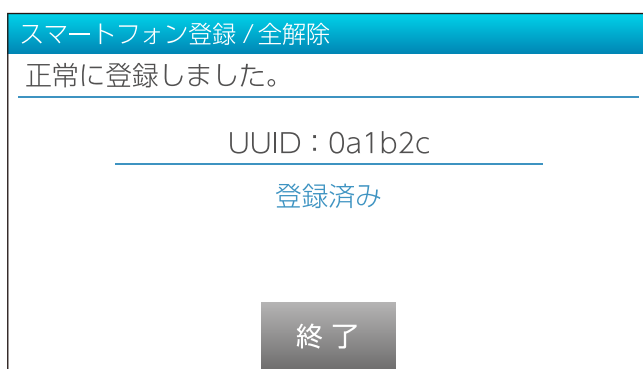 スマートフォン登録 / 全解除
正常に登録しました。
UUID：0a1b2c
登録済み
終 了